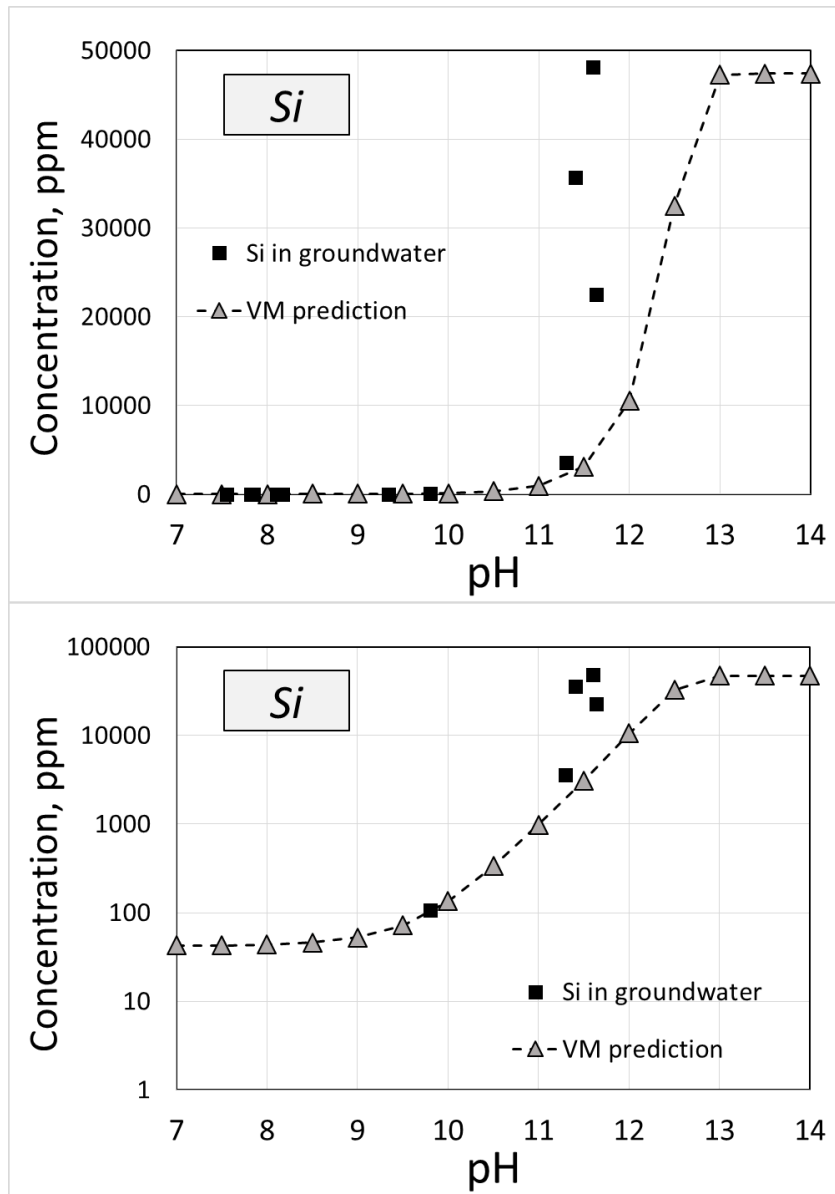 Si
50000
40000
30000
20000
10000
0
Concentration, ppm
Si in groundwater
VM prediction
7 8 9 10 11 12 13 14
pH
Si
100000
10000
1000
100
10
1
Concentration, ppm
Si in groundwater
VM prediction
7 8 9 10 11 12 13 14
pH